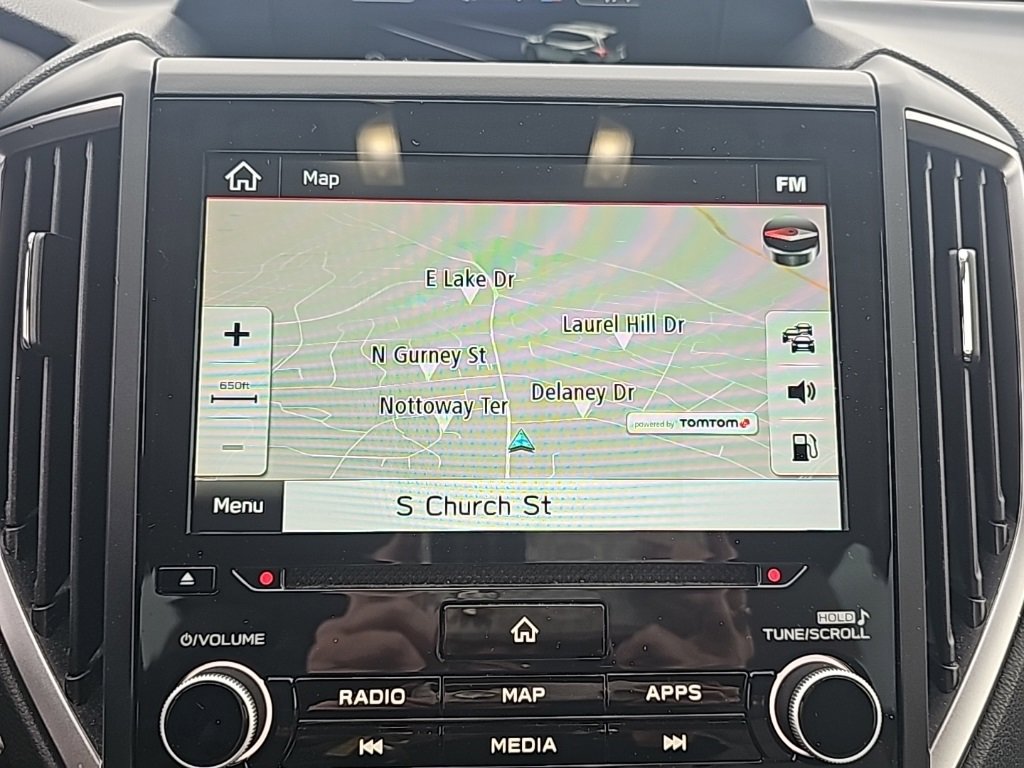 Map
FM
E Lake Dr
Laurel Hill Dr
N Gurney St
650ft
Delaney Dr
Nottoway Ter
powered by TOMTOM
Menu
S Church St
/VOLUME
HOLD
TUNE/SCROLL
RADIO
MAP
APPS
MEDIA